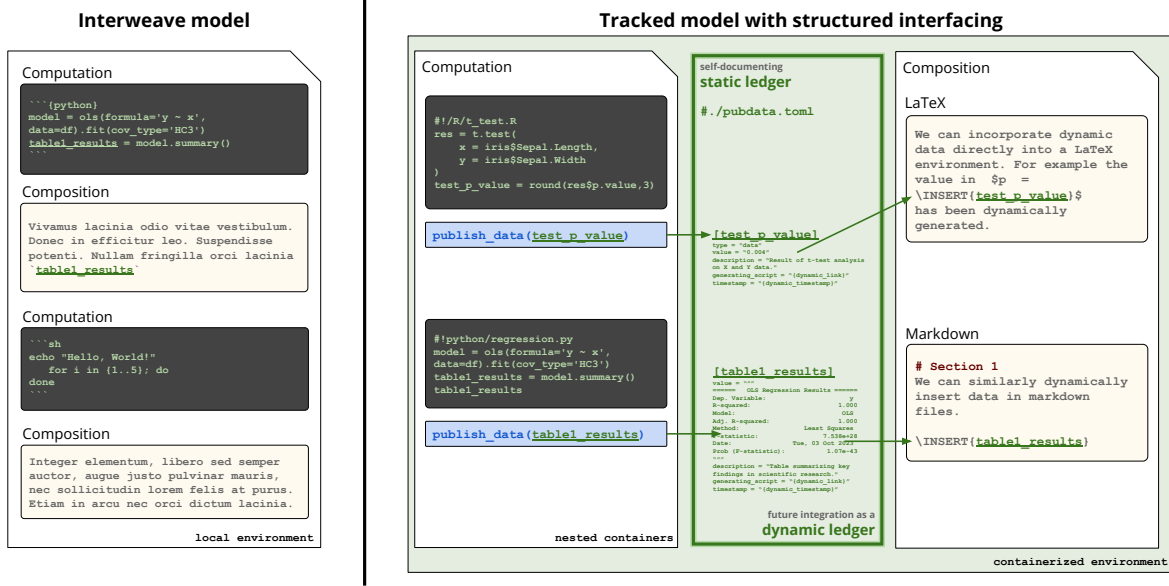 Interweave model
Computation
```{python}
model = ols(formula='y ~ x',
data=df).fit(cov_type='HC3')
table1_results = model.summary()
```
Composition
Vivamus lacinia odio vitae vestibulum.
Donec in efficitur leo. Suspendisse
potenti. Nullam fringilla orci lacinia
`table1_results`
Computation
```sh
echo "Hello, World!"
for i in {1..5}; do
done
```
Composition
Integer elementum, libero sed semper
auctor, augue justo pulvinar mauris,
nec sollicitudin lorem felis at purus.
Etiam in arcu nec orci dictum lacinia.
local environment
Tracked model with structured interfacing
Computation
#!/R/t_test.R
res = t.test(
x = iris$Sepal.Length,
y = iris$Sepal.Width
)
test_p_value = round(res$p.value,3)
publish_data(test_p_value)
#!python/regression.py
model = ols(formula='y ~ x',
data=df).fit(cov_type='HC3')
table1_results = model.summary()
table1_results
publish_data(table1_results)
nested containers
self-documenting
static ledger
#./pubdata.toml
[test_p_value]
type = "data"
value = "0.004"
description = "Result of t-test analysis
on X and Y data."
generating_script = "(dynamic_link)"
timestamp = "(dynamic_timestamp)"
[table1_results]
value = """
====== OLS Regression Results ======
Dep. Variable: y
R-squared: 1.000
Model: OLS
Adj. R-squared: 1.000
Method: Least Squares
F-statistic: 7.538e+28
Date: Tue, 03 Oct 2023
Prob (F-statistic): 1.07e-43
"""
description = "Table summarizing key
findings in scientific research."
generating_script = "(dynamic_link)"
timestamp = "(dynamic_timestamp)"
future integration as a
dynamic ledger
Composition
LaTeX
We can incorporate dynamic
data directly into a LaTeX
environment. For example the
value in $p =
\INSERT{test_p_value}$
has been dynamically
generated.
Markdown
# Section 1
We can similarly dynamically
insert data in markdown
files.
\INSERT{table1_results}
containerized environment